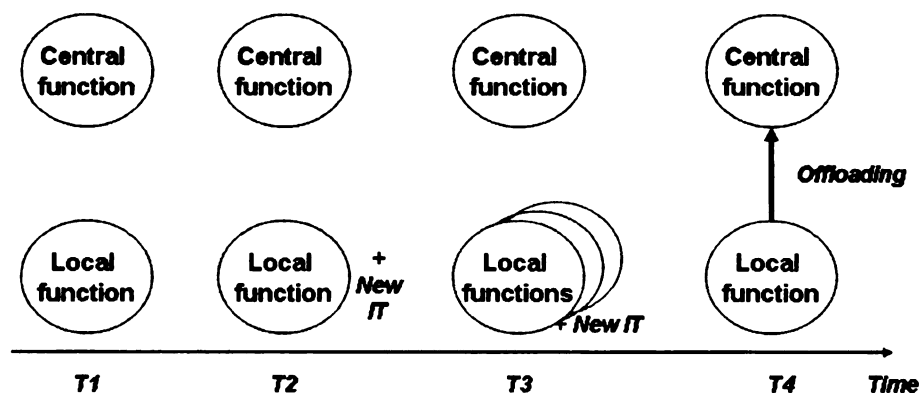 Central
function
Central
function
Central
function
Central
function
Offloading
Local
function
Local
function
+
New
IT
Local
functions
+ New IT
Local
function
T1
T2
T3
T4
Time